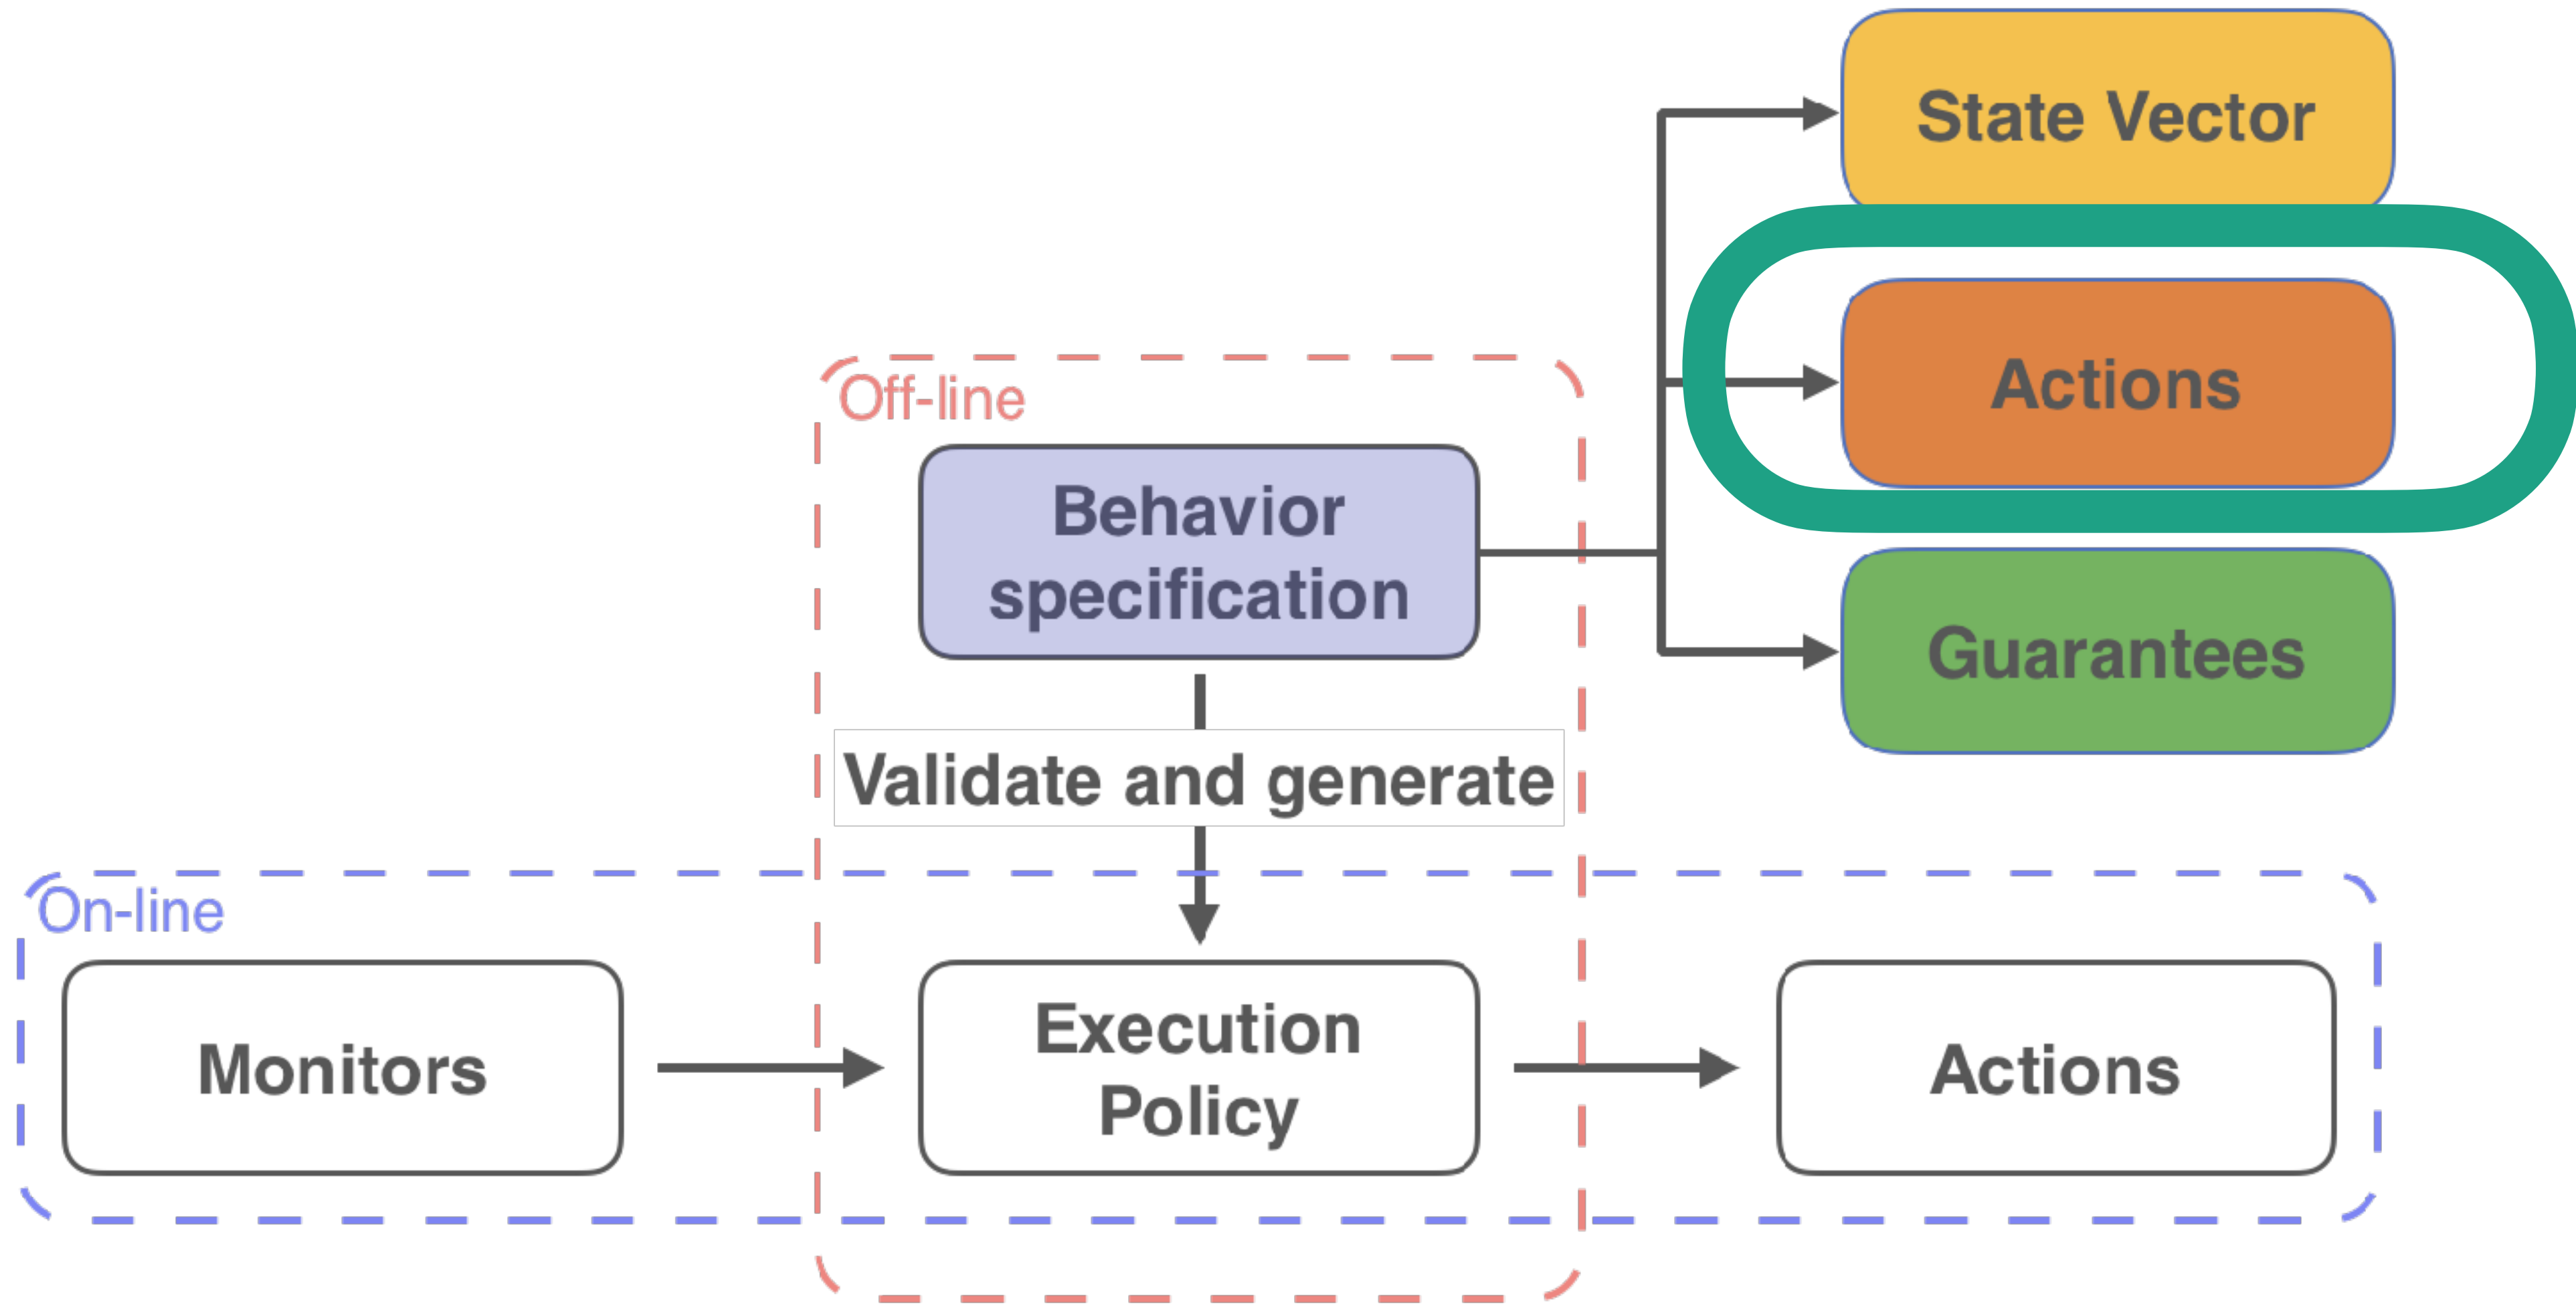 State Vector
Actions
Off-line
Behavior
specification
Guarantees
Validate and generate
On-line
Monitors
Execution
Policy
Actions